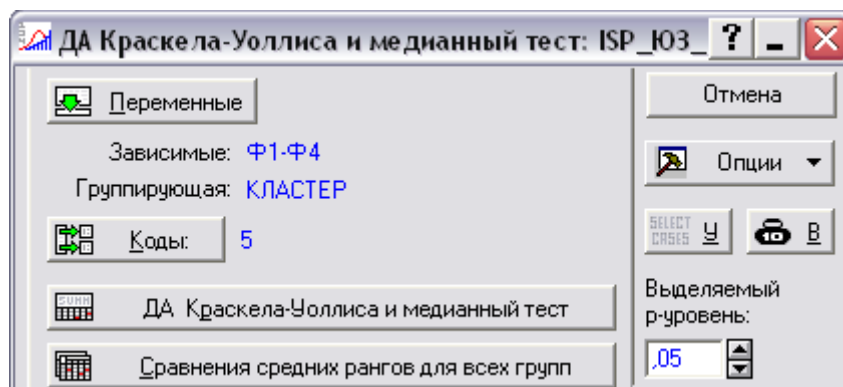 ДА Краскела-Уоллиса и медианный тест: ISP_ЮЗ_
Переменные
Зависимые: Ф1-Ф4
Группирующая: КЛАСТЕР
Коды: 5
ДА Краскела-Уоллиса и медианный тест
Сравнения средних рангов для всех групп
Отмена
Опции
SELECT CASES У В
Выделяемый
р-уровень:
,05